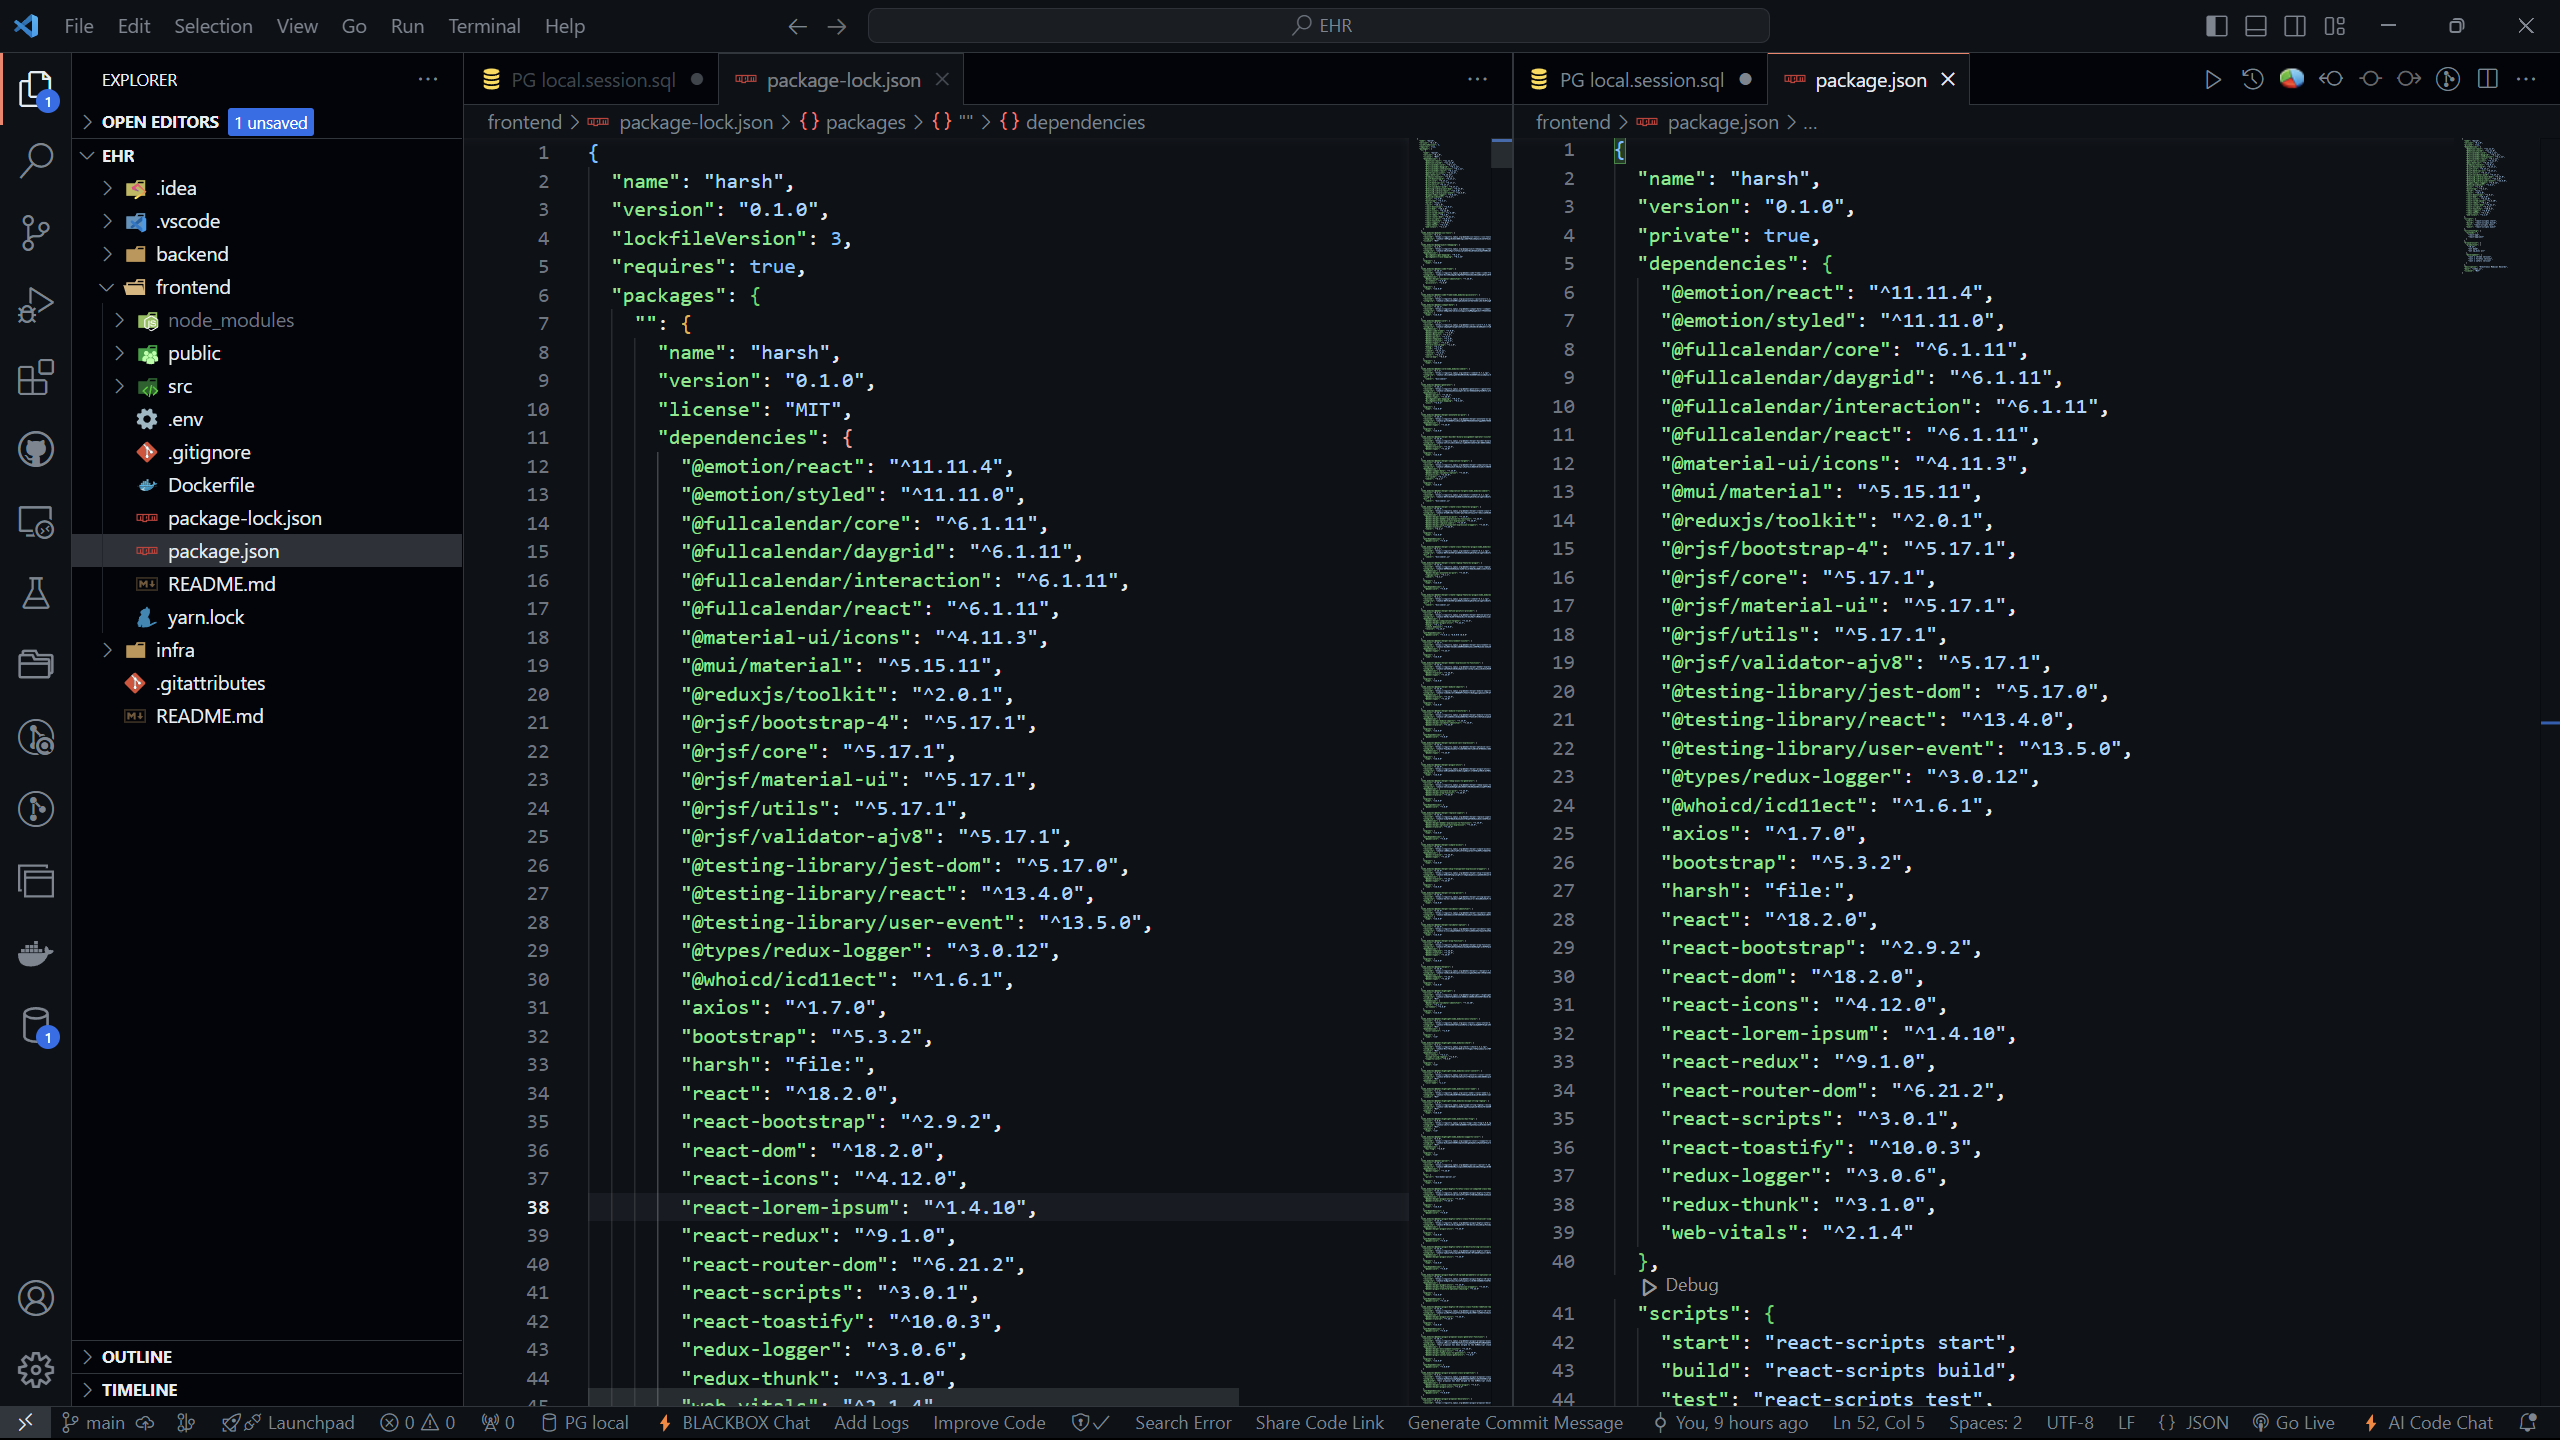 File Edit Selection View Go Run Terminal Help
EHR
EXPLORER
OPEN EDITORS 1 unsaved
EHR
.idea
.vscode
backend
frontend
node_modules
public
src
.env
.gitignore
Dockerfile
package-lock.json
package.json
README.md
yarn.lock
infra
.gitattributes
README.md
OUTLINE
TIMELINE
1
1
PG local.session.sql
package-lock.json
frontend > package-lock.json > {} packages > {} "" > {} dependencies
1 {
2 "name": "harsh",
3 "version": "0.1.0",
4 "lockfileVersion": 3,
5 "requires": true,
6 "packages": {
7 "": {
8 "name": "harsh",
9 "version": "0.1.0",
10 "license": "MIT",
11 "dependencies": {
12 "@emotion/react": "^11.11.4",
13 "@emotion/styled": "^11.11.0",
14 "@fullcalendar/core": "^6.1.11",
15 "@fullcalendar/daygrid": "^6.1.11",
16 "@fullcalendar/interaction": "^6.1.11",
17 "@fullcalendar/react": "^6.1.11",
18 "@material-ui/icons": "^4.11.3",
19 "@mui/material": "^5.15.11",
20 "@reduxjs/toolkit": "^2.0.1",
21 "@rjsf/bootstrap-4": "^5.17.1",
22 "@rjsf/core": "^5.17.1",
23 "@rjsf/material-ui": "^5.17.1",
24 "@rjsf/utils": "^5.17.1",
25 "@rjsf/validator-ajv8": "^5.17.1",
26 "@testing-library/jest-dom": "^5.17.0",
27 "@testing-library/react": "^13.4.0",
28 "@testing-library/user-event": "^13.5.0",
29 "@types/redux-logger": "^3.0.12",
30 "@whoicd/icd11ect": "^1.6.1",
31 "axios": "^1.7.0",
32 "bootstrap": "^5.3.2",
33 "harsh": "file:",
34 "react": "^18.2.0",
35 "react-bootstrap": "^2.9.2",
36 "react-dom": "^18.2.0",
37 "react-icons": "^4.12.0",
38 "react-lorem-ipsum": "^1.4.10",
39 "react-redux": "^9.1.0",
40 "react-router-dom": "^6.21.2",
41 "react-scripts": "^3.0.1",
42 "react-toastify": "^10.0.3",
43 "redux-logger": "^3.0.6",
44 "redux-thunk": "^3.1.0",
45 "web-vitals": "^2.1.4"
PG local.session.sql
package.json
frontend > package.json > ...
1 {
2 "name": "harsh",
3 "version": "0.1.0",
4 "private": true,
5 "dependencies": {
6 "@emotion/react": "^11.11.4",
7 "@emotion/styled": "^11.11.0",
8 "@fullcalendar/core": "^6.1.11",
9 "@fullcalendar/daygrid": "^6.1.11",
10 "@fullcalendar/interaction": "^6.1.11",
11 "@fullcalendar/react": "^6.1.11",
12 "@material-ui/icons": "^4.11.3",
13 "@mui/material": "^5.15.11",
14 "@reduxjs/toolkit": "^2.0.1",
15 "@rjsf/bootstrap-4": "^5.17.1",
16 "@rjsf/core": "^5.17.1",
17 "@rjsf/material-ui": "^5.17.1",
18 "@rjsf/utils": "^5.17.1",
19 "@rjsf/validator-ajv8": "^5.17.1",
20 "@testing-library/jest-dom": "^5.17.0",
21 "@testing-library/react": "^13.4.0",
22 "@testing-library/user-event": "^13.5.0",
23 "@types/redux-logger": "^3.0.12",
24 "@whoicd/icd11ect": "^1.6.1",
25 "axios": "^1.7.0",
26 "bootstrap": "^5.3.2",
27 "harsh": "file:",
28 "react": "^18.2.0",
29 "react-bootstrap": "^2.9.2",
30 "react-dom": "^18.2.0",
31 "react-icons": "^4.12.0",
32 "react-lorem-ipsum": "^1.4.10",
33 "react-redux": "^9.1.0",
34 "react-router-dom": "^6.21.2",
35 "react-scripts": "^3.0.1",
36 "react-toastify": "^10.0.3",
37 "redux-logger": "^3.0.6",
38 "redux-thunk": "^3.1.0",
39 "web-vitals": "^2.1.4"
40 },
Debug
41 "scripts": {
42 "start": "react-scripts start",
43 "build": "react-scripts build",
44 "test": "react-scripts test",
main Launchpad 0 0 0 PG local BLACKBOX Chat Add Logs Improve Code Search Error Share Code Link Generate Commit Message You, 9 hours ago Ln 52, Col 5 Spaces: 2 UTF-8 LF {} JSON Go Live AI Code Chat